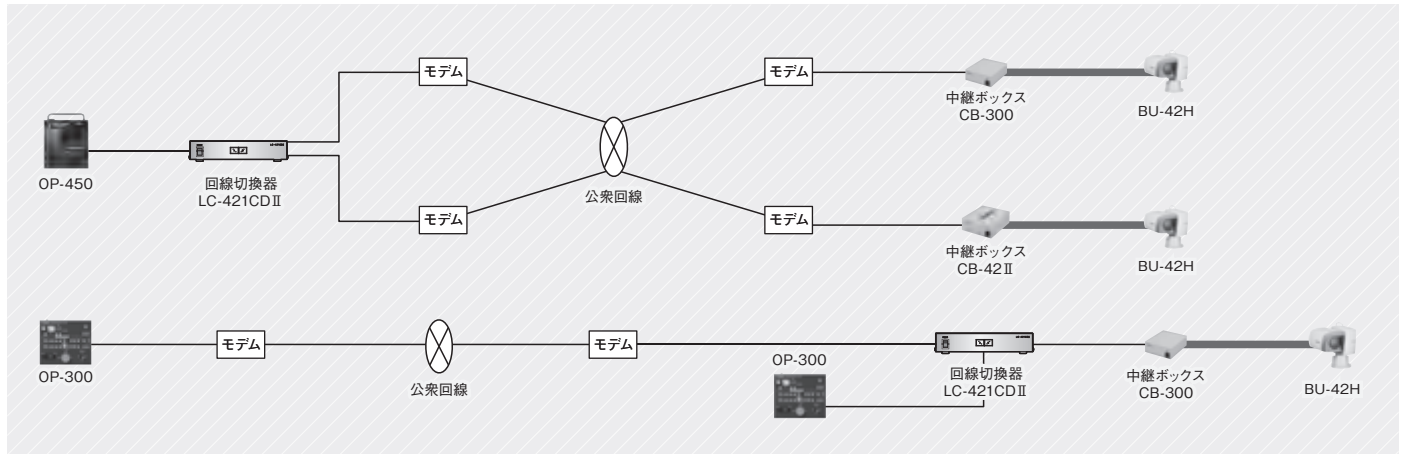 モデム
モデム
中継ボックス
CB-300
BU-42H
OP-450
回線切換器
LC-421CDⅡ
公衆回線
モデム
モデム
中継ボックス
CB-42Ⅱ
BU-42H
OP-300
モデム
公衆回線
モデム
OP-300
回線切換器
LC-421CDⅡ
中継ボックス
CB-300
BU-42H